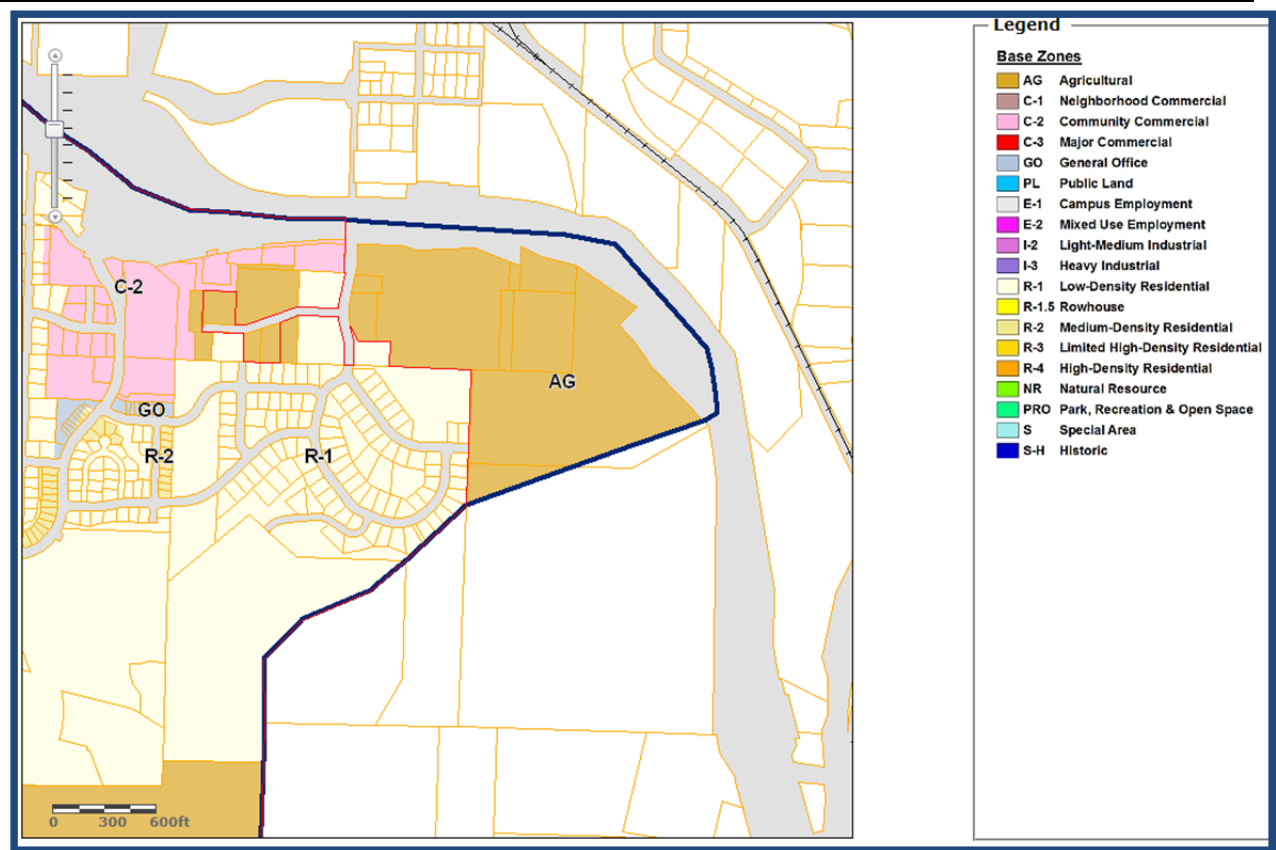 Legend
Base Zones
AG Agricultural
C-1 Neighborhood Commercial
C-2 Community Commercial
C-3 Major Commercial
GO General Office
PL Public Land
E-1 Campus Employment
E-2 Mixed Use Employment
I-2 Light-Medium Industrial
I-3 Heavy Industrial
R-1 Low-Density Residential
R-1.5 Rowhouse
R-2 Medium-Density Residential
R-3 Limited High-Density Residential
R-4 High-Density Residential
NR Natural Resource
PRO Park, Recreation & Open Space
S Special Area
S-H Historic
C-2
AG
GO
R-2
R-1
0 300 600ft